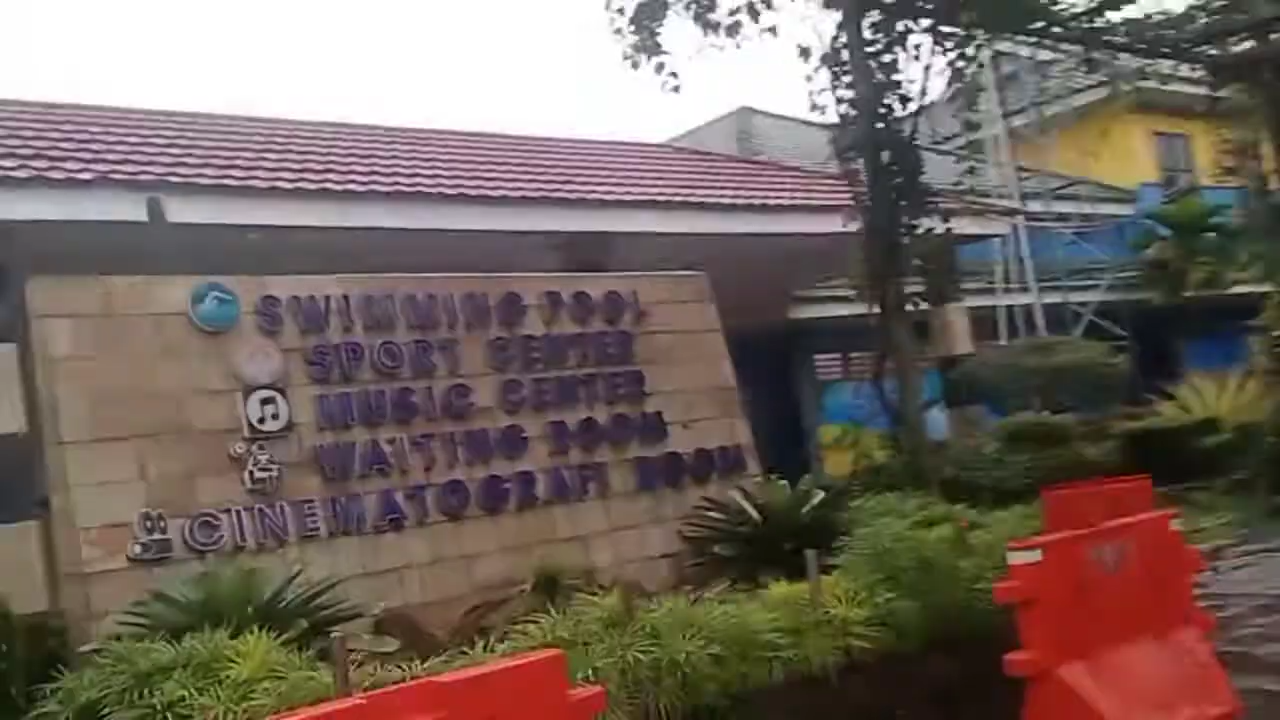 SWIMMING POOL
SPORT CENTER
MUSIC CENTER
WAITING ROOM
CINEMATOGRAFI ROOM